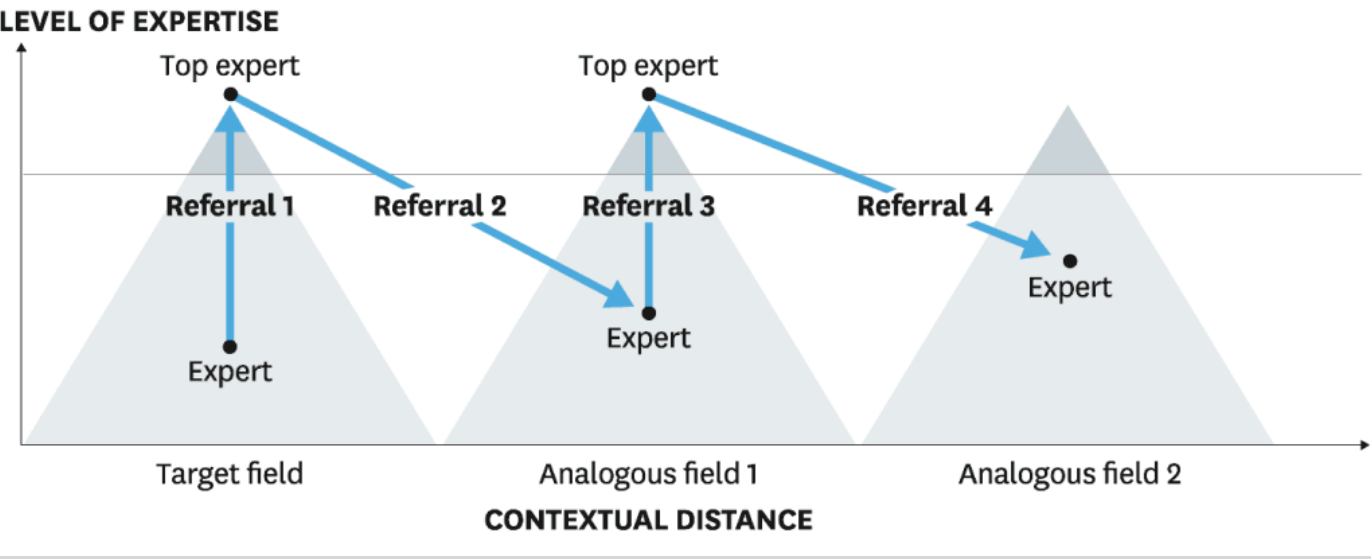 LEVEL OF EXPERTISE
Top expert
Top expert
Referral 1
Referral 2
Referral 3
Referral 4
Expert
Expert
Expert
Target field
Analogous field 1
Analogous field 2
CONTEXTUAL DISTANCE